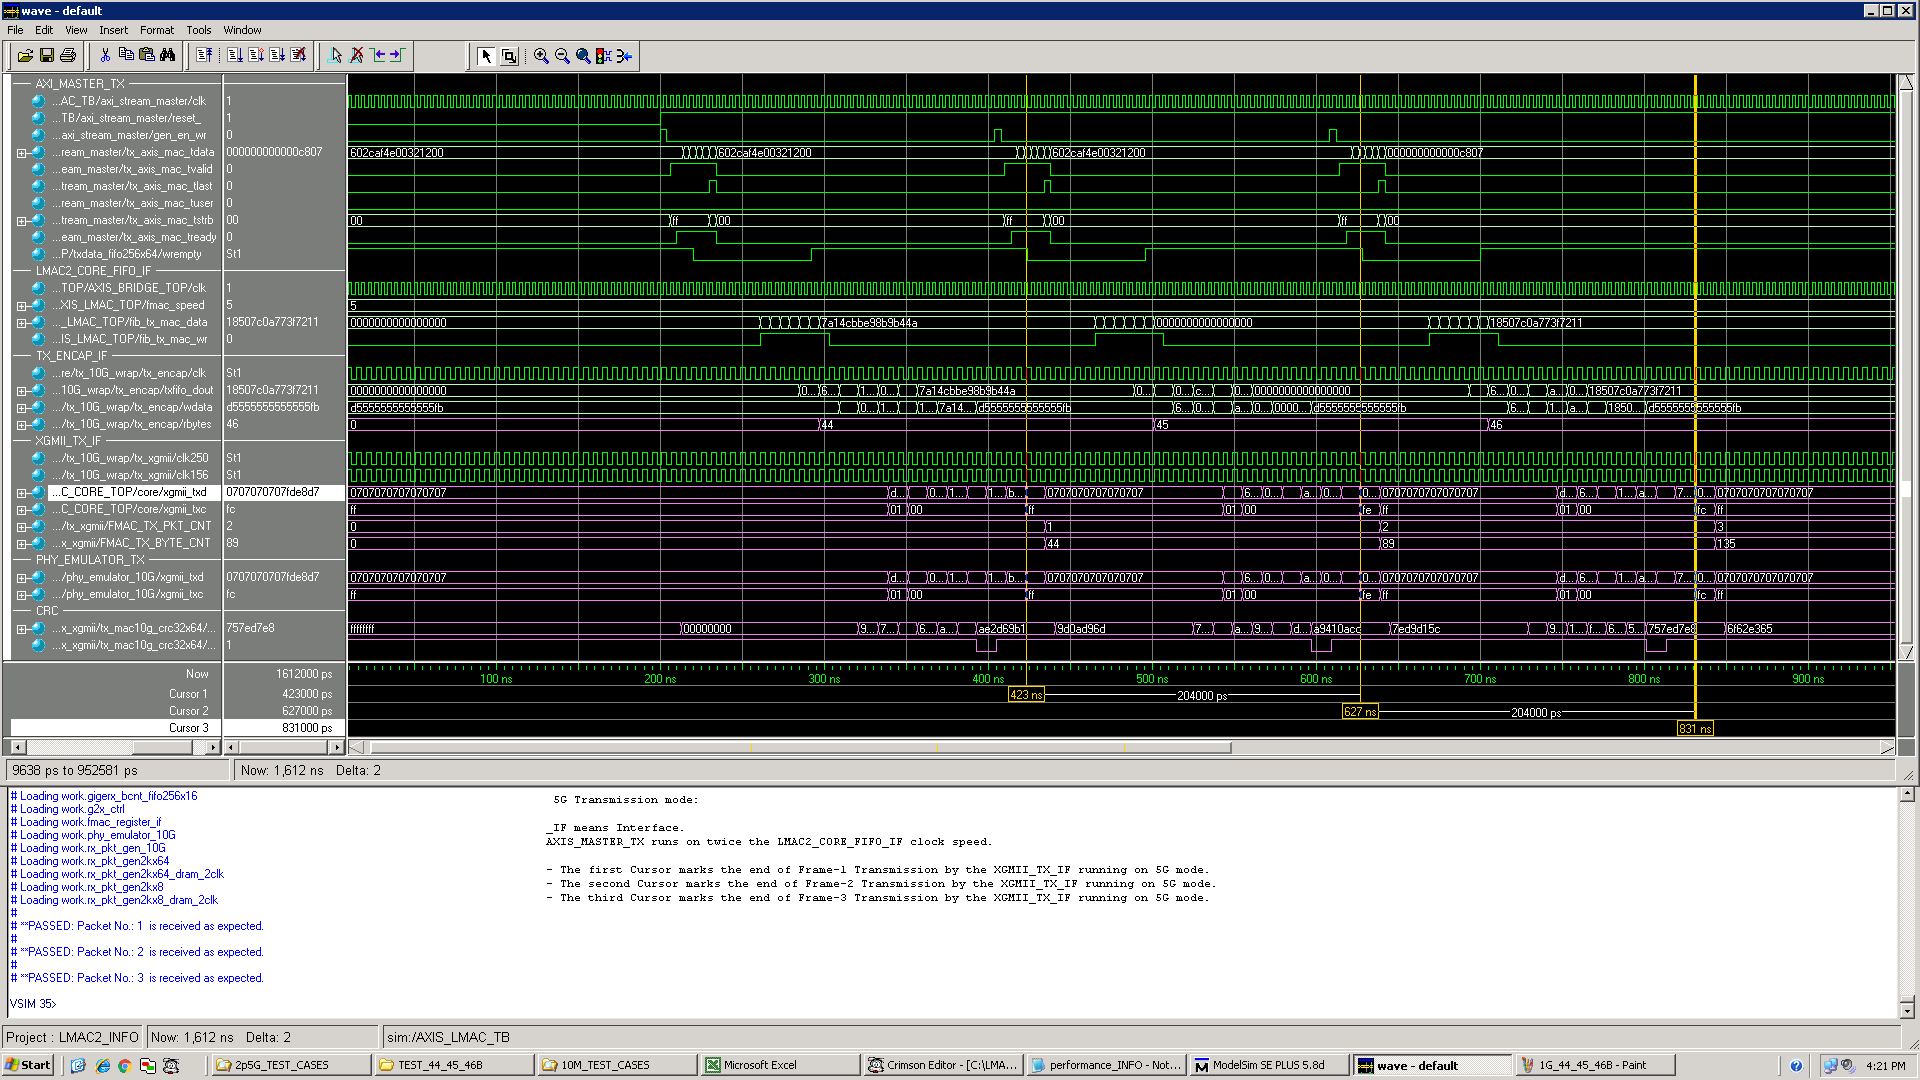 wave - default
File Edit View Insert Format Tools Window
AXI_MASTER_TX
...AC_TB/axi_stream_master/clk 1
...TB/axi_stream_master/reset_ 1
...axi_stream_master/gen_en_wr 0
...ream_master/tx_axis_mac_tdata 000000000000c807 602caf4e00321200 602caf4e00321200 602caf4e00321200 000000000000c807
...eam_master/tx_axis_mac_tvalid 0
...tream_master/tx_axis_mac_tlast 0
...ream_master/tx_axis_mac_tuser 0
...tream_master/tx_axis_mac_tstrb 00 00 ff 00 ff 00 ff 00
...eam_master/tx_axis_mac_tready 0
...P/txdata_fifo256x64/wrempty St1
LMAC2_CORE_FIFO_IF
...TOP/AXIS_BRIDGE_TOP/clk 1
...XIS_LMAC_TOP/fmac_speed 5 5
..._LMAC_TOP/fib_tx_mac_data 18507c0a773f7211 0000000000000000 7a14cbbe98b9b44a 0000000000000000 18507c0a773f7211
...IS_LMAC_TOP/fib_tx_mac_wr 0
TX_ENCAP_IF
...re/tx_10G_wrap/tx_encap/clk St1
...10G_wrap/tx_encap/txfifo_dout 18507c0a773f7211 0000000000000000 0... 6... 1... 0... 7a14cbbe98b9b44a 0... 0... c... 0... 0000000000000000 6... 0... a... 0... 18507c0a773f7211
.../tx_10G_wrap/tx_encap/wdata d5555555555555fb d5555555555555fb 0... 1... 1... 7a14... d5555555555555fb 6... 0... a... 0... 0000... d5555555555555fb 6... 0... 1... a... 1850... d5555555555555fb
.../tx_10G_wrap/tx_encap/rbytes 46 0 44 45 46
XGMII_TX_IF
.../tx_10G_wrap/tx_xgmii/clk250 St1
.../tx_10G_wrap/tx_xgmii/clk156 St1
...C_CORE_TOP/core/xgmii_txd 0707070707fde8d7 0707070707070707 d... 0... 1... 1... b... 0707070707070707 6... 0... a... 0... 0... 0707070707070707 d... 6... 1... a... 7... 0... 0707070707070707
...C_CORE_TOP/core/xgmii_txc fc ff 01 00 ff 01 00 fe ff 01 00 fc ff
.../tx_xgmii/FMAC_TX_PKT_CNT 2 0 1 2 3
...x_xgmii/FMAC_TX_BYTE_CNT 89 0 44 89 135
PHY_EMULATOR_TX
.../phy_emulator_10G/xgmii_txd 0707070707fde8d7 0707070707070707 d... 0... 1... 1... b... 0707070707070707 6... 0... a... 0... 0... 0707070707070707 d... 6... 1... a... 7... 0... 0707070707070707
.../phy_emulator_10G/xgmii_txc fc ff 01 00 ff 01 00 fe ff 01 00 fc ff
CRC
...x_xgmii/tx_mac10g_crc32x64/... 757ed7e8 ffffffff 00000000 9... 7... 6... a... ae2d69b1 9d0ad96d 7... a... 9... d... a9410acc 7ed9d15c 9... 1... f... 6... 5... 757ed7e8 6f62e365
...x_xgmii/tx_mac10g_crc32x64/... 1
Now 1612000 ps 100 ns 200 ns 300 ns 400 ns 500 ns 600 ns 700 ns 800 ns 900 ns
Cursor 1 423000 ps 423 ns 204000 ps
Cursor 2 627000 ps 627 ns 204000 ps
Cursor 3 831000 ps 831 ns
9638 ps to 952581 ps Now: 1,612 ns Delta: 2
# Loading work.gigerx_bcnt_fifo256x16
# Loading work.g2x_ctrl
# Loading work.fmac_register_if
# Loading work.phy_emulator_10G
# Loading work.rx_pkt_gen_10G
# Loading work.rx_pkt_gen2kx64
# Loading work.rx_pkt_gen2kx64_dram_2clk
# Loading work.rx_pkt_gen2kx8
# Loading work.rx_pkt_gen2kx8_dram_2clk
#
# **PASSED: Packet No.: 1 is received as expected.
#
# **PASSED: Packet No.: 2 is received as expected.
#
# **PASSED: Packet No.: 3 is received as expected.
VSIM 35>
5G Transmission mode:
_IF means Interface.
AXIS_MASTER_TX runs on twice the LMAC2_CORE_FIFO_IF clock speed.
- The first Cursor marks the end of Frame-1 Transmission by the XGMII_TX_IF running on 5G mode.
- The second Cursor marks the end of Frame-2 Transmission by the XGMII_TX_IF running on 5G mode.
- The third Cursor marks the end of Frame-3 Transmission by the XGMII_TX_IF running on 5G mode.
Project : LMAC2_INFO Now: 1,612 ns Delta: 2 sim:/AXIS_LMAC_TB
Start 2p5G_TEST_CASES TEST_44_45_46B 10M_TEST_CASES Microsoft Excel Crimson Editor - [C:\LMA... performance_INFO - Not... ModelSim SE PLUS 5.8d wave - default 1G_44_45_46B - Paint 4:21 PM